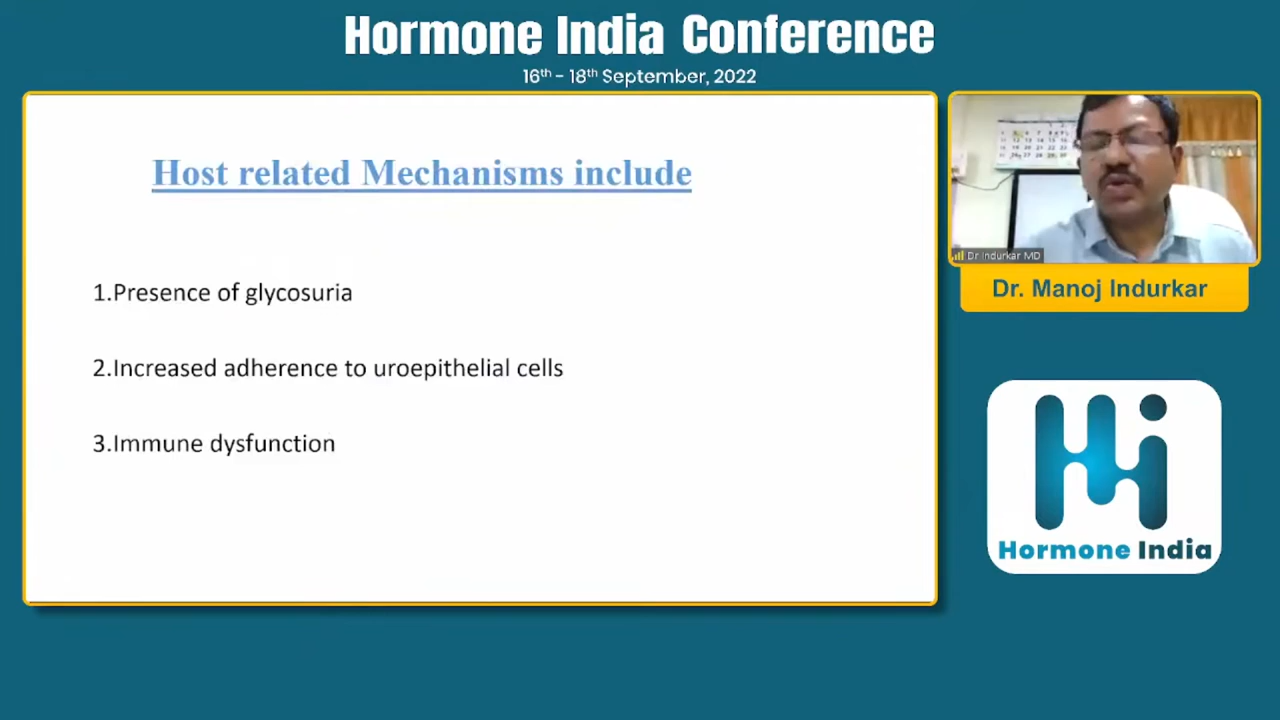 Hormone India Conference
16th - 18th September, 2022
Host related Mechanisms include
1.Presence of glycosuria
2.Increased adherence to uroepithelial cells
3.Immune dysfunction
Dr Indurkar MD
Dr. Manoj Indurkar
Hi
Hormone India